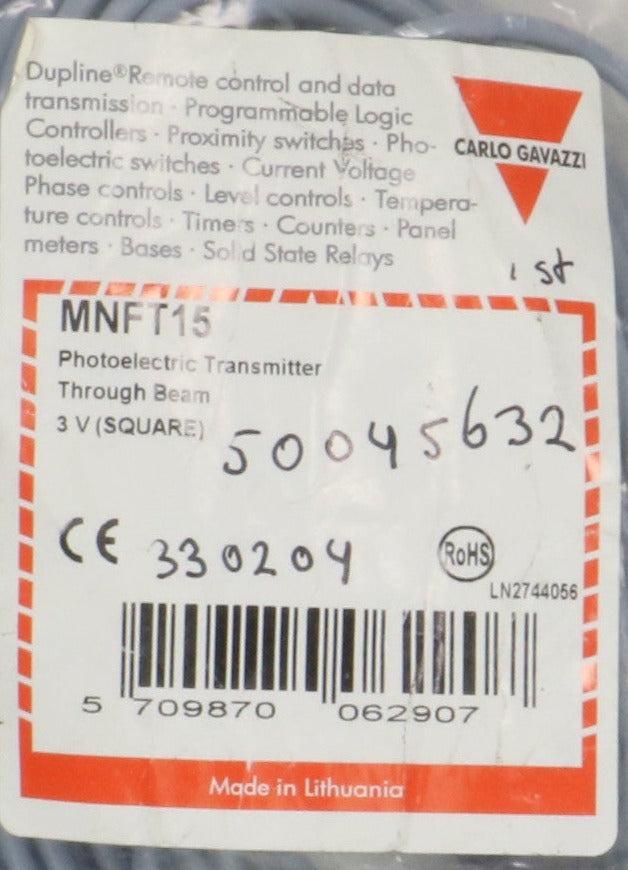 Dupline®Remote control and data
transmission · Programmable Logic
Controllers · Proximity switches · Pho-
toelectric switches · Current Voltage
Phase controls · Level controls · Tempera-
ture controls · Timers · Counters · Panel
meters · Bases · Solid State Relays
CARLO GAVAZZI
1 st
MNFT15
Photoelectric Transmitter
Through Beam
3 V (SQUARE)
50045632
CE 330204
RoHS
LN2744056
5 709870 062907
Made in Lithuania